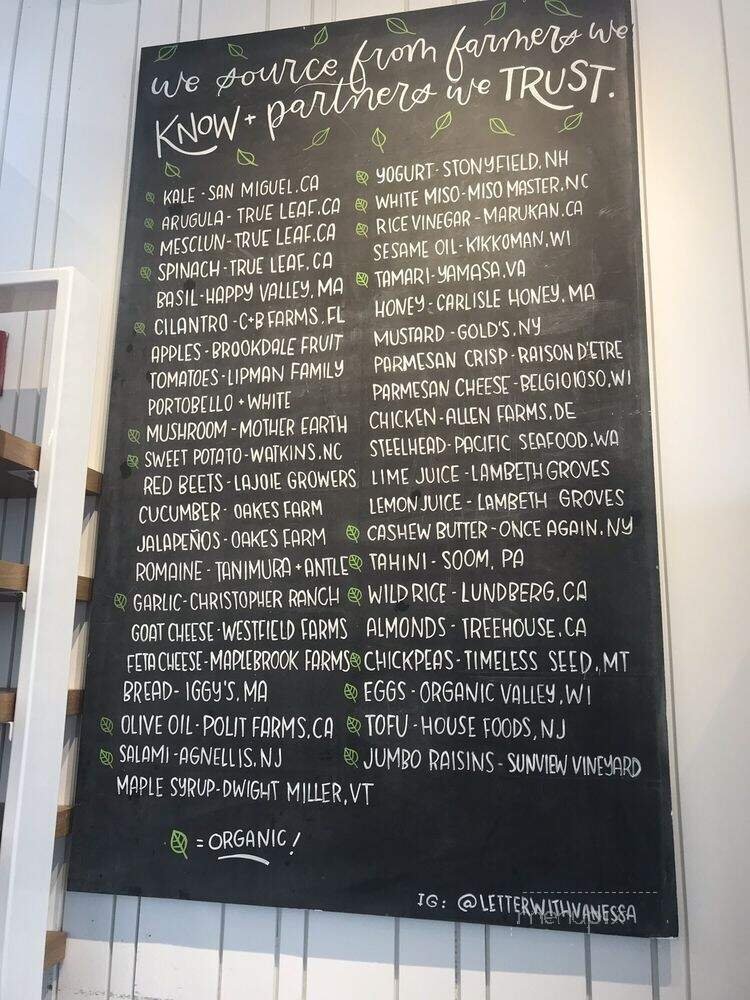 we source from farmers we
KNOW + partners we TRUST.
KALE - SAN MIGUEL, CA
ARUGULA - TRUE LEAF, CA
MESCLUN - TRUE LEAF, CA
SPINACH - TRUE LEAF, CA
BASIL - HAPPY VALLEY, MA
CILANTRO - C+B FARMS, FL
APPLES - BROOKDALE FRUIT
TOMATOES - LIPMAN FAMILY
PORTOBELLO + WHITE
MUSHROOM - MOTHER EARTH
SWEET POTATO - WATKINS, NC
RED BEETS - LAJOIE GROWERS
CUCUMBER - OAKES FARM
JALAPEÑOS - OAKES FARM
ROMAINE - TANIMURA + ANTLE
GARLIC - CHRISTOPHER RANCH
GOAT CHEESE - WESTFIELD FARMS
FETA CHEESE - MAPLEBROOK FARMS
BREAD - IGGY'S, MA
OLIVE OIL - POLIT FARMS, CA
SALAMI - AGNELLIS, NJ
MAPLE SYRUP - DWIGHT MILLER, VT
YOGURT - STONYFIELD, NH
WHITE MISO - MISO MASTER, NC
RICE VINEGAR - MARUKAN, CA
SESAME OIL - KIKKOMAN, WI
TAMARI - YAMASA, VA
HONEY - CARLISLE HONEY, MA
MUSTARD - GOLD'S, NY
PARMESAN CRISP - RAISON D'ETRE
PARMESAN CHEESE - BELGIOIOSO, WI
CHICKEN - ALLEN FARMS, DE
STEELHEAD - PACIFIC SEAFOOD, WA
LIME JUICE - LAMBETH GROVES
LEMON JUICE - LAMBETH GROVES
CASHEW BUTTER - ONCE AGAIN, NY
TAHINI - SOOM, PA
WILD RICE - LUNDBERG, CA
ALMONDS - TREEHOUSE, CA
CHICKPEAS - TIMELESS SEED, MT
EGGS - ORGANIC VALLEY, WI
TOFU - HOUSE FOODS, NJ
JUMBO RAISINS - SUNVIEW VINEYARD
= ORGANIC!
IG: @LETTERWITHVANESSA
menupix